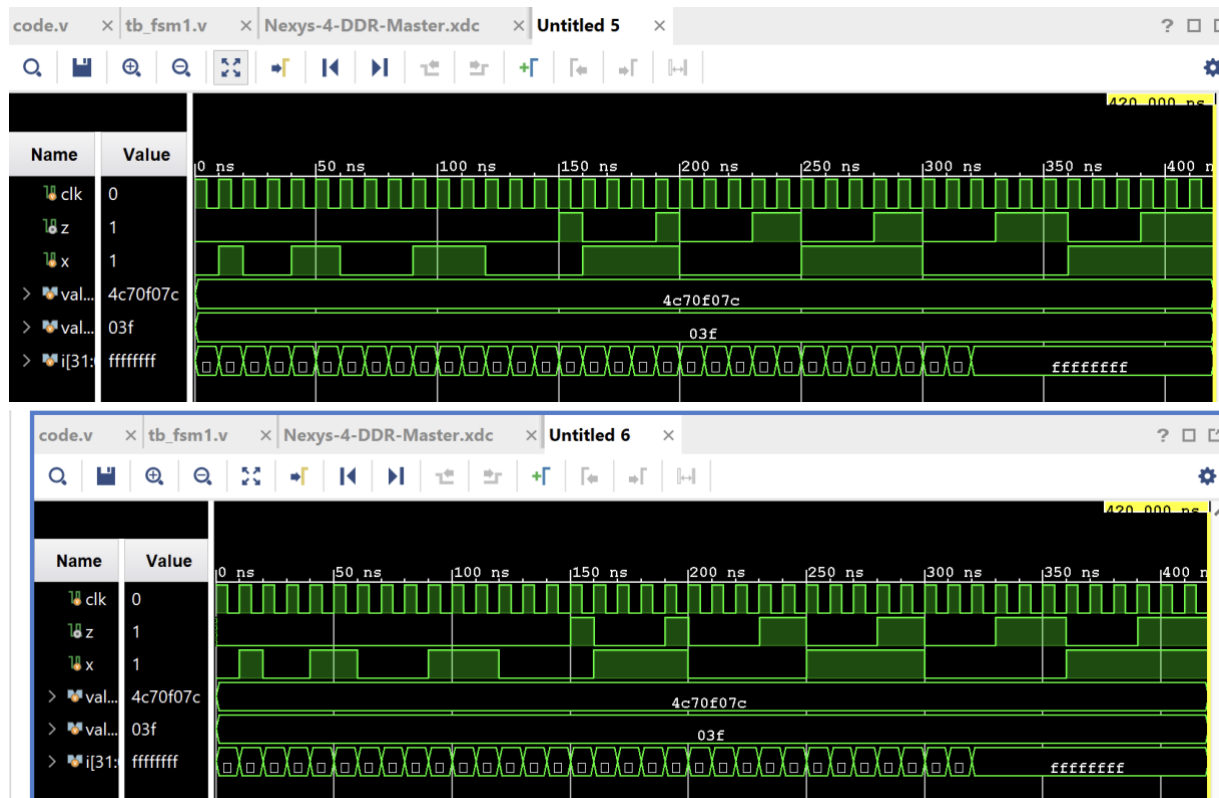 code.v × tb_fsm1.v × Nexys-4-DDR-Master.xdc × Untitled 5 × ?
420.000 ns
Name Value
0 ns 50 ns 100 ns 150 ns 200 ns 250 ns 300 ns 350 ns 400 n
clk 0
z 1
x 1
> val... 4c70f07c 4c70f07c
> val... 03f 03f
> i[31: ffffffff ffffffff
code.v × tb_fsm1.v × Nexys-4-DDR-Master.xdc × Untitled 6 × ?
420.000 ns
Name Value
0 ns 50 ns 100 ns 150 ns 200 ns 250 ns 300 ns 350 ns 400 n
clk 0
z 1
x 1
> val... 4c70f07c 4c70f07c
> val... 03f 03f
> i[31: ffffffff ffffffff